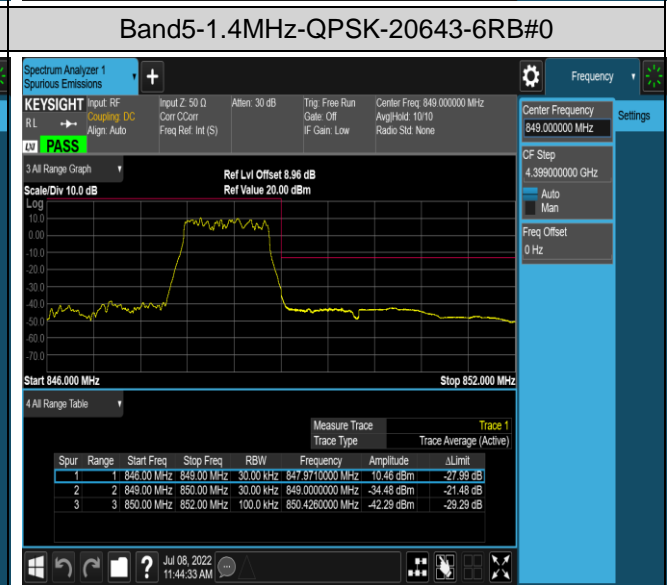 Band5-1.4MHz-QPSK-20643-6RB#0
Spectrum Analyzer 1
Spurious Emissions
+
Frequency
KEYSIGHT Input: RF Input Z: 50 Ω Atten: 30 dB Trig: Free Run Center Freq: 849.000000 MHz
RL Coupling: DC Corr CCorr Gate: Off Avg|Hold: 10/10
Align: Auto Freq Ref: Int (S) IF Gain: Low Radio Std: None
LXI PASS
Center Frequency
849.000000 MHz
Settings
CF Step
4.399000000 GHz
Auto
Man
Freq Offset
0 Hz
3 All Range Graph
Ref Lvl Offset 8.96 dB
Scale/Div 10.0 dB Ref Value 20.00 dBm
Log
10.0
0.00
-10.0
-20.0
-30.0
-40.0
-50.0
-60.0
-70.0
Start 846.000 MHz Stop 852.000 MHz
4 All Range Table
Measure Trace Trace 1
Trace Type Trace Average (Active)
Spur Range Start Freq Stop Freq RBW Frequency Amplitude ΔLimit
1 1 846.00 MHz 849.00 MHz 30.00 kHz 847.9710000 MHz 10.46 dBm -27.99 dB
2 2 849.00 MHz 850.00 MHz 30.00 kHz 849.0000000 MHz -34.48 dBm -21.48 dB
3 3 850.00 MHz 852.00 MHz 100.0 kHz 850.4260000 MHz -42.29 dBm -29.29 dB
? Jul 08, 2022
11:44:33 AM